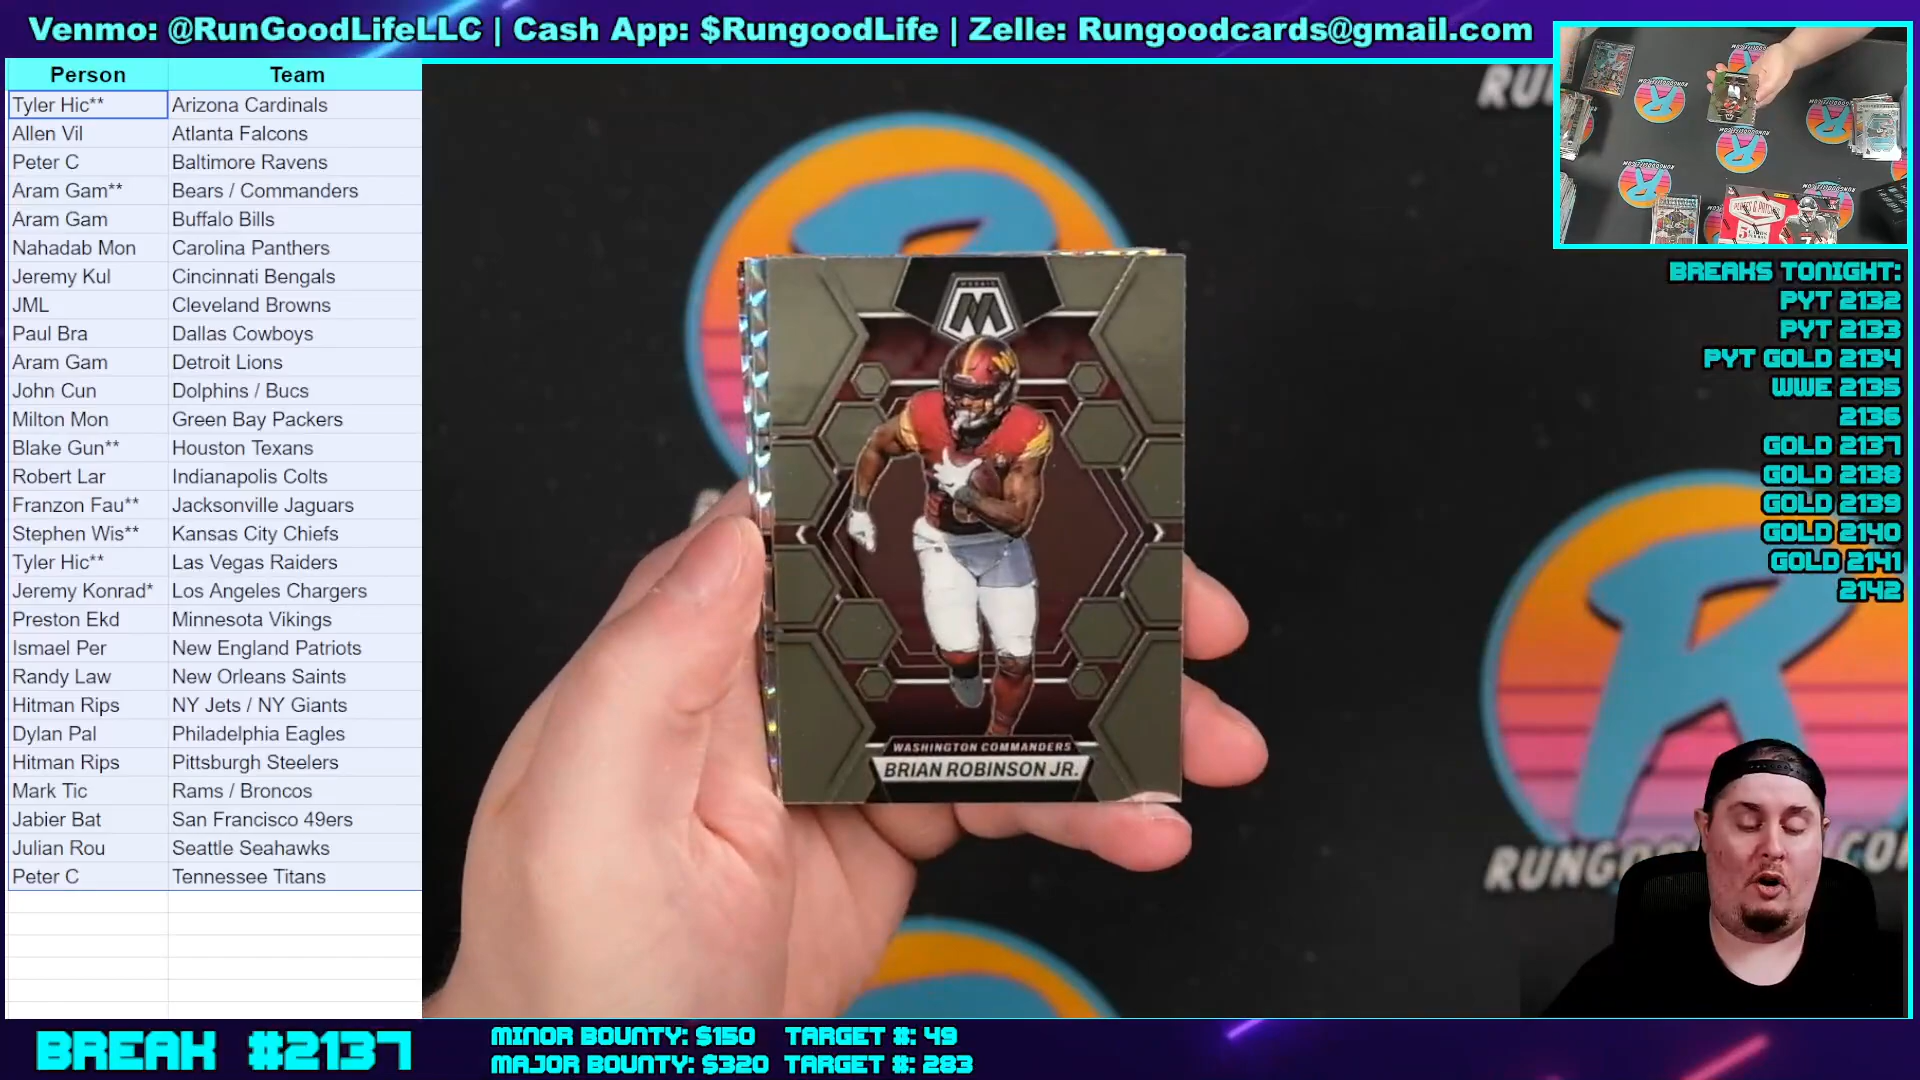 Venmo: @RunGoodLifeLLC | Cash App: $RungoodLife | Zelle: Rungoodcards@gmail.com
Person Team
Tyler Hic** Arizona Cardinals
Allen Vil Atlanta Falcons
Peter C Baltimore Ravens
Aram Gam** Bears / Commanders
Aram Gam Buffalo Bills
Nahadab Mon Carolina Panthers
Jeremy Kul Cincinnati Bengals
JML Cleveland Browns
Paul Bra Dallas Cowboys
Aram Gam Detroit Lions
John Cun Dolphins / Bucs
Milton Mon Green Bay Packers
Blake Gun** Houston Texans
Robert Lar Indianapolis Colts
Franzon Fau** Jacksonville Jaguars
Stephen Wis** Kansas City Chiefs
Tyler Hic** Las Vegas Raiders
Jeremy Konrad* Los Angeles Chargers
Preston Ekd Minnesota Vikings
Ismael Per New England Patriots
Randy Law New Orleans Saints
Hitman Rips NY Jets / NY Giants
Dylan Pal Philadelphia Eagles
Hitman Rips Pittsburgh Steelers
Mark Tic Rams / Broncos
Jabier Bat San Francisco 49ers
Julian Rou Seattle Seahawks
Peter C Tennessee Titans
MOSAIC
M
WASHINGTON COMMANDERS
BRIAN ROBINSON JR.
BREAKS TONIGHT:
PYT 2132
PYT 2133
PYT GOLD 2134
WWE 2135
2136
GOLD 2137
GOLD 2138
GOLD 2139
GOLD 2140
GOLD 2141
2142
BREAK #2137
MINOR BOUNTY: $150 TARGET #: 49
MAJOR BOUNTY: $320 TARGET #: 283